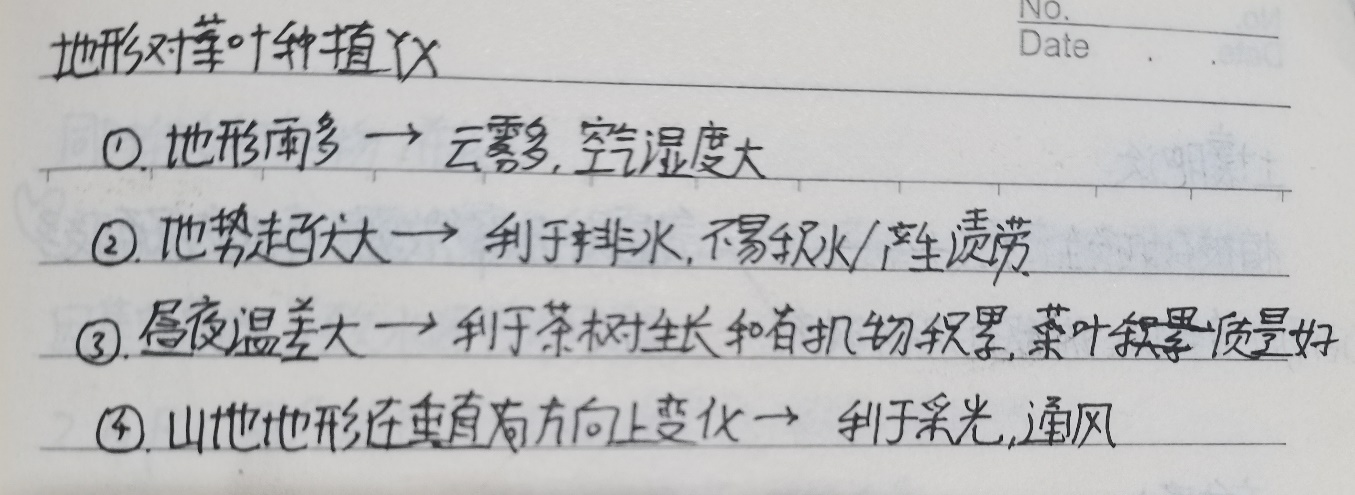 No.
Date
地形对茶叶种植YX
①.地形雨多→云雾多,空气湿度大
②.地势起伏大→利于排水,不易积水/产生渍涝
③.昼夜温差大→利于茶树生长和有机物积累,茶叶积累质量好
④.山地地形在垂直方向上变化→利于采光,通风